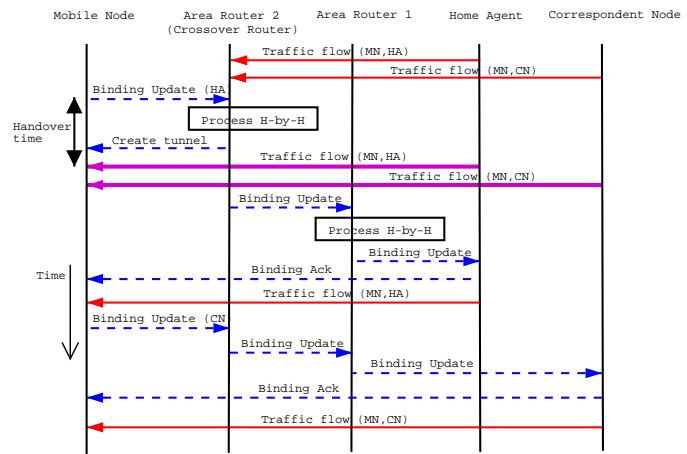 Mobile Node
Area Router 2
(Crossover Router)
Area Router 1
Home Agent
Correspondent Node
Traffic flow (MN,HA)
Traffic flow (MN,CN)
Binding Update (HA)
Process H-by-H
Handover
time
Create tunnel
Traffic flow (MN,HA)
Traffic flow (MN,CN)
Binding Update
Process H-by-H
Binding Update
Time
Binding Ack
Traffic flow (MN,HA)
Binding Update (CN
Binding Update
Binding Update
Binding Ack
Traffic flow (MN,CN)